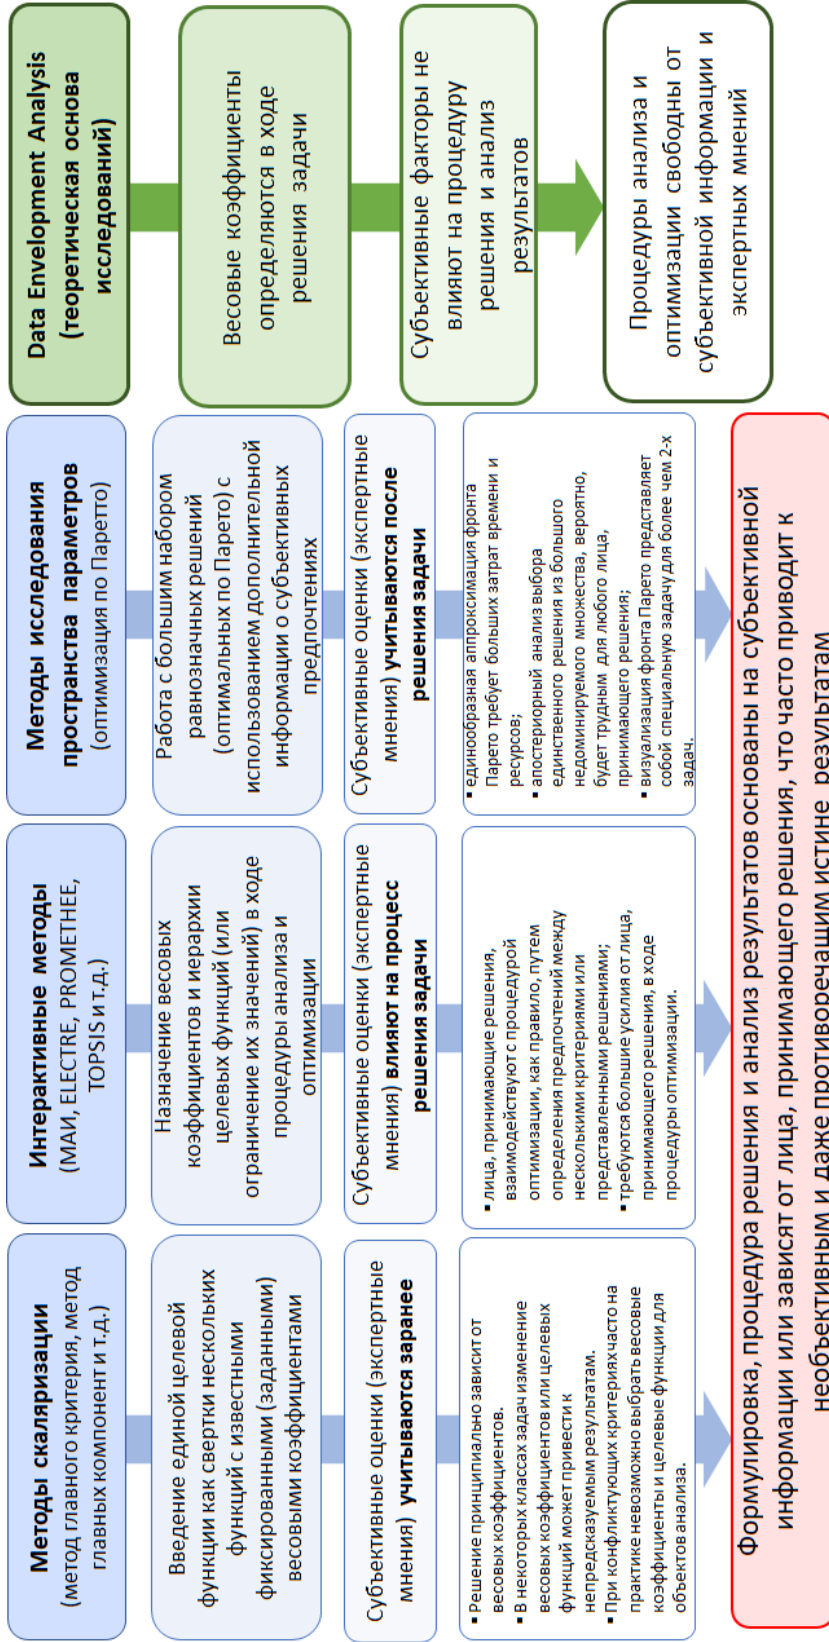 Методы скаляризации
(метод главного критерия, метод
главных компонент и т.д.)
Введение единой целевой
функции как свертки нескольких
функций с известными
фиксированными (заданными)
весовыми коэффициентами
Субъективные оценки (экспертные
мнения) учитываются заранее
▪ Решение принципиально зависит от
весовых коэффициентов.
▪ В некоторых классах задач изменение
весовых коэффициентов или целевых
функций может привести к
непредсказуемым результатам.
▪ При конфликтующих критерияхчасто на
практике невозможно выбрать весовые
коэффициенты и целевые функции для
объектов анализа.
Интерактивные методы
(МАИ, ELECTRE, PROMETHEE,
TOPSIS и т.д.)
Назначение весовых
коэффициентов и иерархии
целевых функций (или
ограничение их значений) в ходе
процедуры анализа и
оптимизации
Субъективные оценки (экспертные
мнения) влияют на процесс
решения задачи
▪ лица, принимающие решения,
взаимодействуют с процедурой
оптимизации, как правило, путем
определения предпочтений между
несколькими критериями или
представленными решениями;
▪ требуются большие усилия от лица,
принимающего решения, в ходе
процедуры оптимизации.
Методы исследования
пространства параметров
(оптимизация по Паретто)
Работа с большим набором
равнозначных решений
(оптимальных по Парето) с
использованием дополнительной
информации о субъективных
предпочтениях
Субъективные оценки (экспертные
мнения) учитываются после
решения задачи
▪ единообразная аппроксимация фронта
Парето требует больших затрат времени и
ресурсов;
▪ апостериорный анализ выбора
единственного решения из большого
недоминируемого множества, вероятно,
будет трудным для любого лица,
принимающего решения;
▪ визуализация фронта Парето представляет
собой специальную задачу для более чем 2-х
задач.
Data Envelopment Analysis
(теоретическая основа
исследований)
Весовые коэффициенты
определяются в ходе
решения задачи
Субъективные факторы не
влияют на процедуру
решения и анализ
результатов
Процедуры анализа и
оптимизации свободны от
субъективной информации и
экспертных мнений
Формулировка, процедура решения и анализ результатов основаны на субъективной
информации или зависят от лица, принимающего решения, что часто приводит к
необъективным и даже противоречащим истине результатам